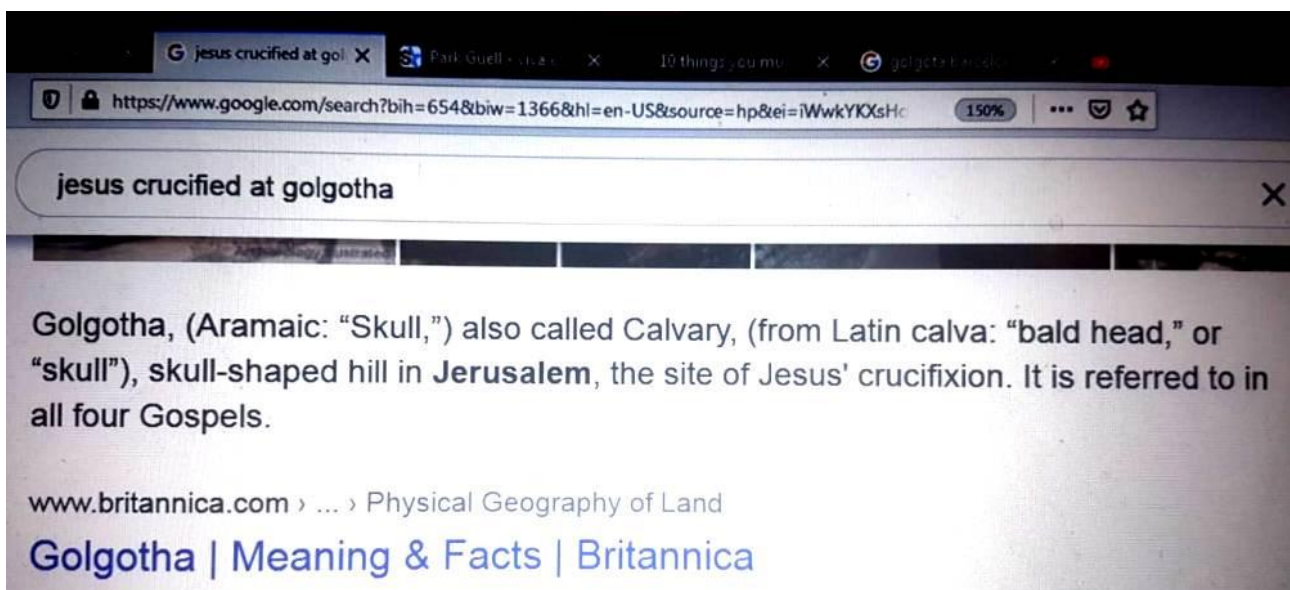 G jesus crucified at gol X Park Guell X 10 things you mu X G golgota X
https://www.google.com/search?bih=654&biw=1366&hl=en-US&source=hp&ei=iWwkYKXsHc 150% •••
jesus crucified at golgotha X
Golgotha, (Aramaic: “Skull,”) also called Calvary, (from Latin calva: “bald head,” or
“skull”), skull-shaped hill in Jerusalem, the site of Jesus' crucifixion. It is referred to in
all four Gospels.
www.britannica.com › ... › Physical Geography of Land
Golgotha | Meaning & Facts | Britannica